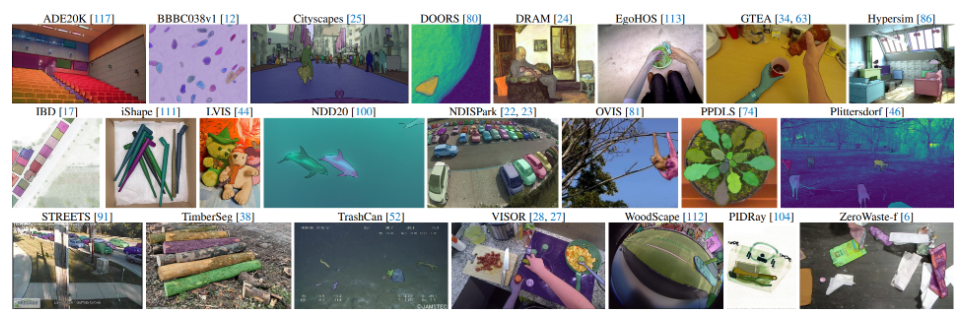 ADE20K [117] BBBC038v1 [12] Cityscapes [25] DOORS [80] DRAM [24] EgoHOS [113] GTEA [34, 63] Hypersim [86]
IBD [17] iShape [111] LVIS [44] NDD20 [100] NDISPark [22, 23] OVIS [81] PPDLS [74] Plittersdorf [46]
STREETS [91] TimberSeg [38] TrashCan [52] VISOR [28, 27] WoodScape [112] PIDRay [104] ZeroWaste-f [6]
©JAMSTEC